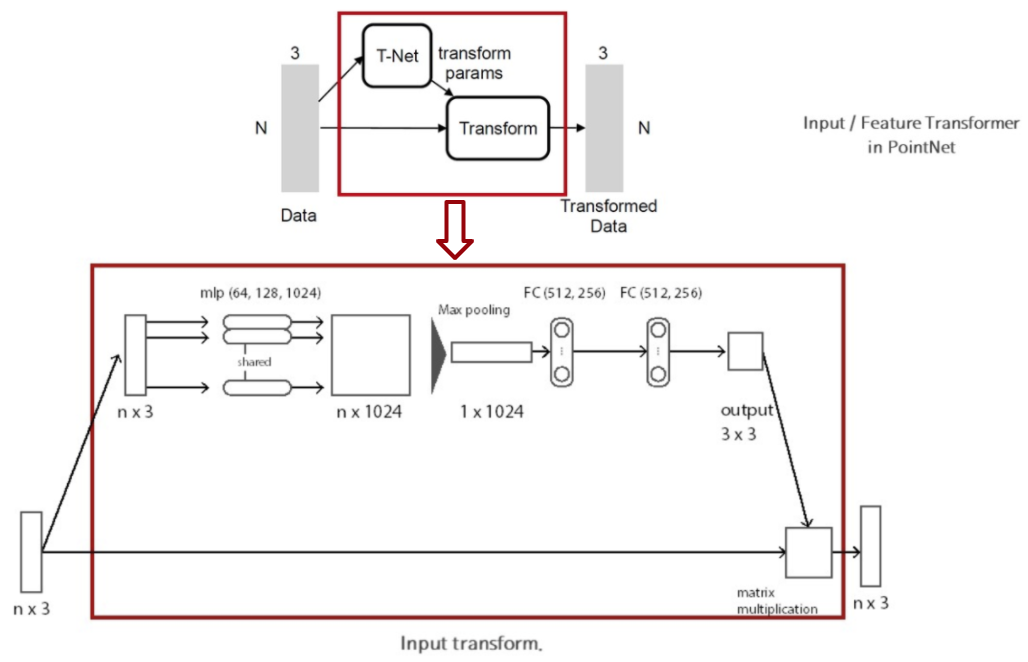 3
T-Net
transform
params
3
N
Transform
N
Data
Transformed
Data
Input / Feature Transformer
in PointNet
mlp (64, 128, 1024)
FC (512, 256)
FC (512, 256)
Max pooling
shared
n x 3
n x 1024
1 x 1024
output
3 x 3
n x 3
matrix
multiplication
n x 3
Input transform.